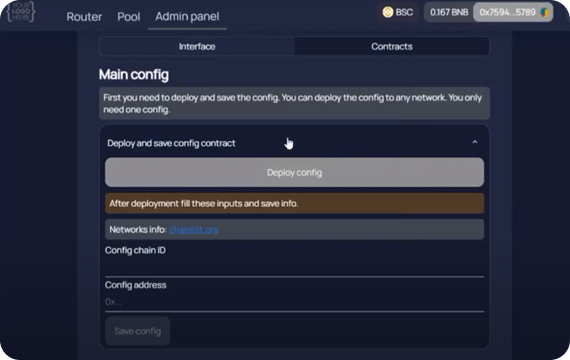 YOUR
LOGO
HERE
Router Pool Admin panel
BSC 0.167 BNB 0x7594...5789
Interface Contracts
Main config
First you need to deploy and save the config. You can deploy the config to any network. You only
need one config.
Deploy and save config contract
Deploy config
After deployment fill these inputs and save info.
Networks info: chainlist.org
Config chain ID
Config address
0x...
Save config